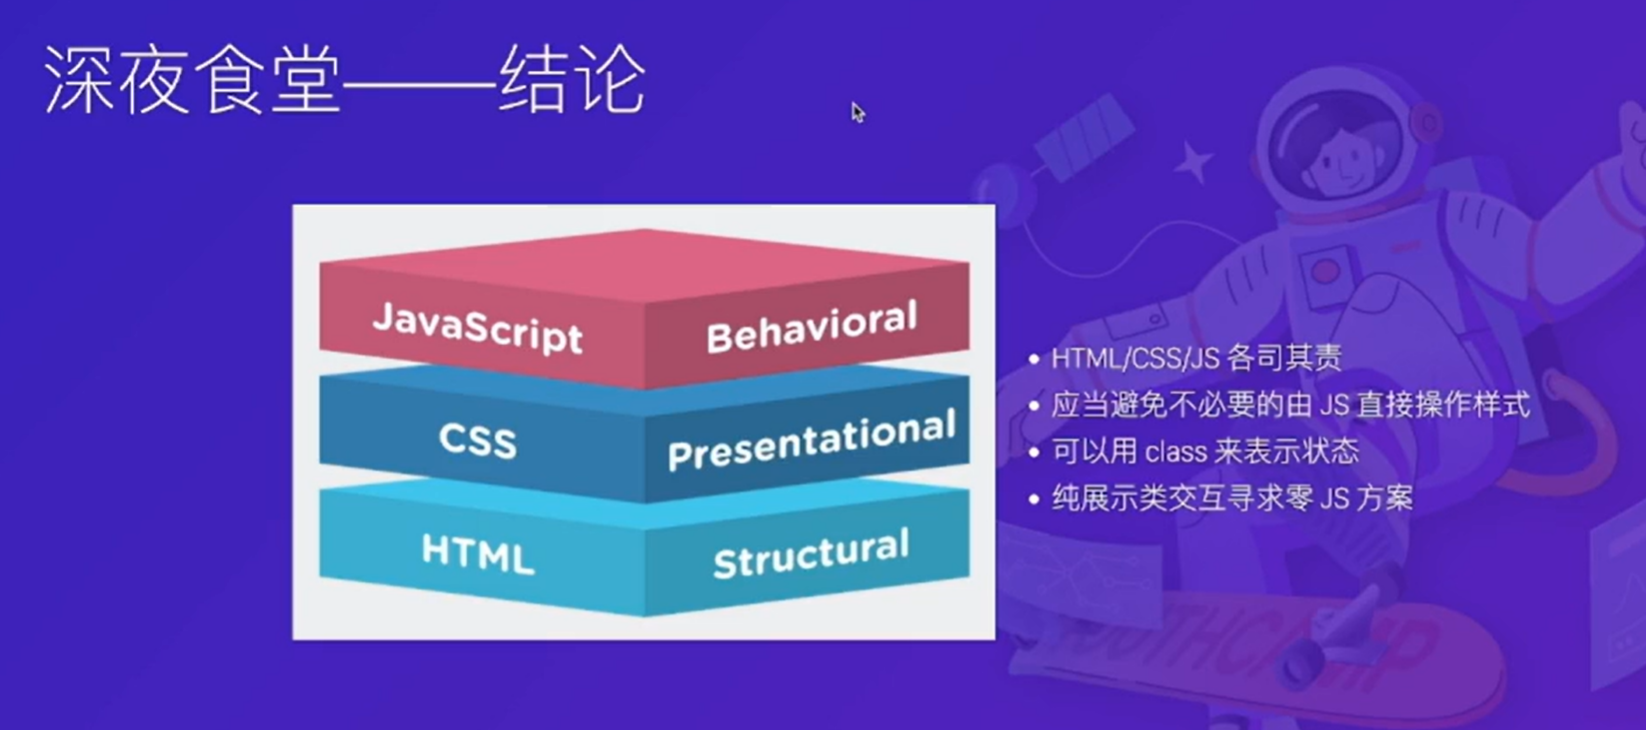 深夜食堂——结论
JavaScript
Behavioral
CSS
Presentational
HTML
Structural
• HTML/CSS/JS 各司其责
• 应当避免不必要的由 JS 直接操作样式
• 可以用 class 来表示状态
• 纯展示类交互寻求零 JS 方案